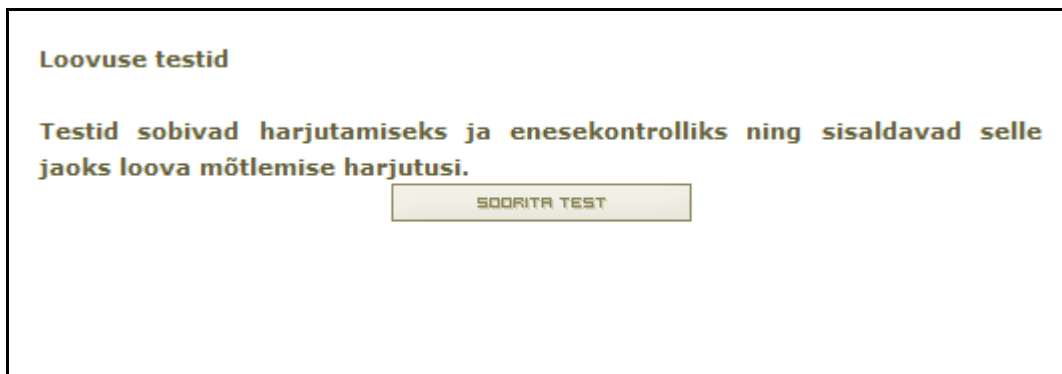 Loovuse testid
Testid sobivad harjutamiseks ja enesekontrolliks ning sisaldavad selle
jaoks loova mõtlemise harjutusi.
SOORITA TEST